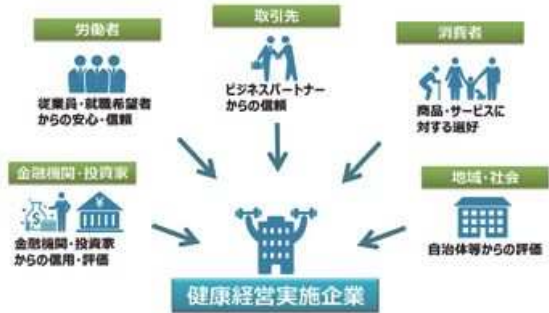 労働者
従業員・就職希望者
からの安心・信頼
取引先
ビジネスパートナー
からの信頼
消費者
商品・サービスに
対する選好
金融機関・投資家
$
¥
金融機関・投資家
からの信用・評価
地域・社会
自治体等からの評価
健康経営実施企業